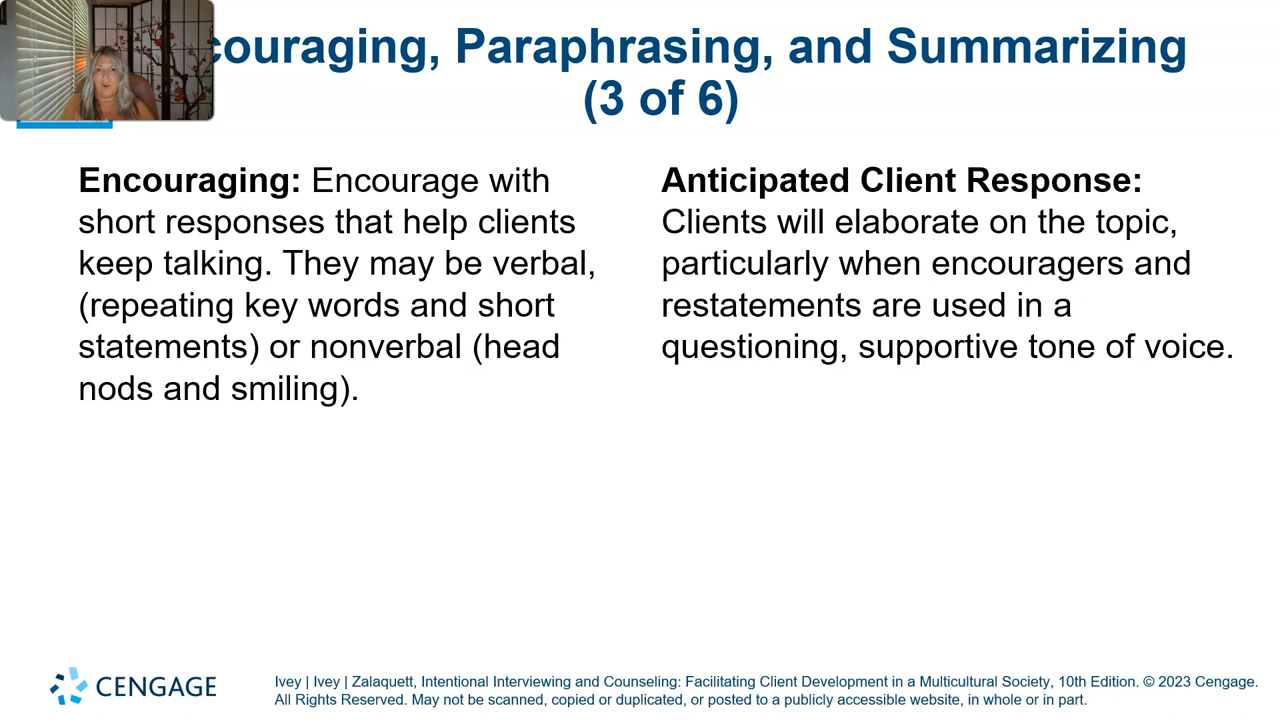 couraging, Paraphrasing, and Summarizing
(3 of 6)
Encouraging: Encourage with
short responses that help clients
keep talking. They may be verbal,
(repeating key words and short
statements) or nonverbal (head
nods and smiling).
Anticipated Client Response:
Clients will elaborate on the topic,
particularly when encouragers and
restatements are used in a
questioning, supportive tone of voice.
CENGAGE
Ivey | Ivey | Zalaquett, Intentional Interviewing and Counseling: Facilitating Client Development in a Multicultural Society, 10th Edition. © 2023 Cengage.
All Rights Reserved. May not be scanned, copied or duplicated, or posted to a publicly accessible website, in whole or in part.